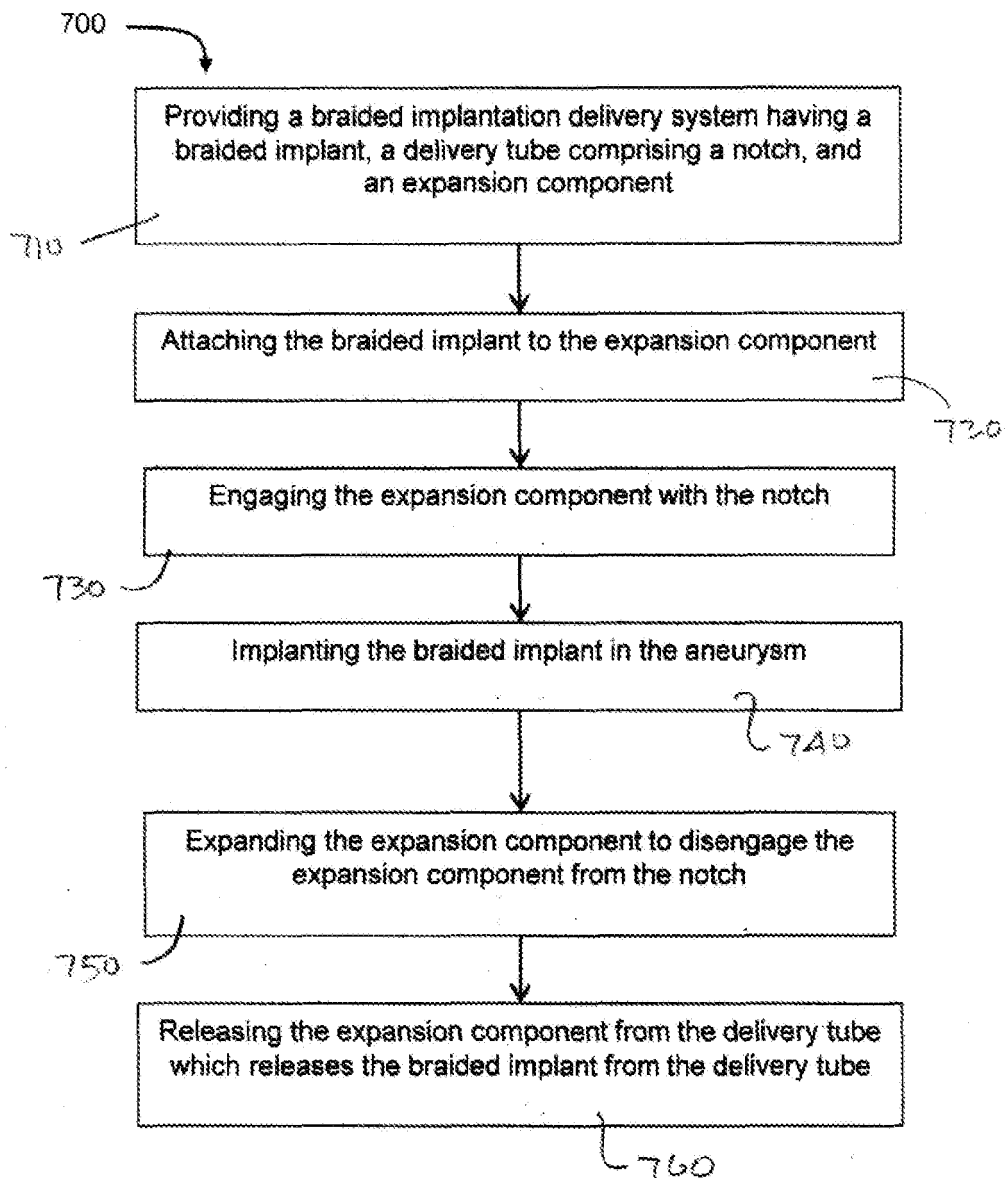 700
Providing a braided implantation delivery system having a
braided implant, a delivery tube comprising a notch, and
an expansion component
710
Attaching the braided implant to the expansion component
720
Engaging the expansion component with the notch
730
Implanting the braided implant in the aneurysm
740
Expanding the expansion component to disengage the
expansion component from the notch
750
Releasing the expansion component from the delivery tube
which releases the braided implant from the delivery tube
760